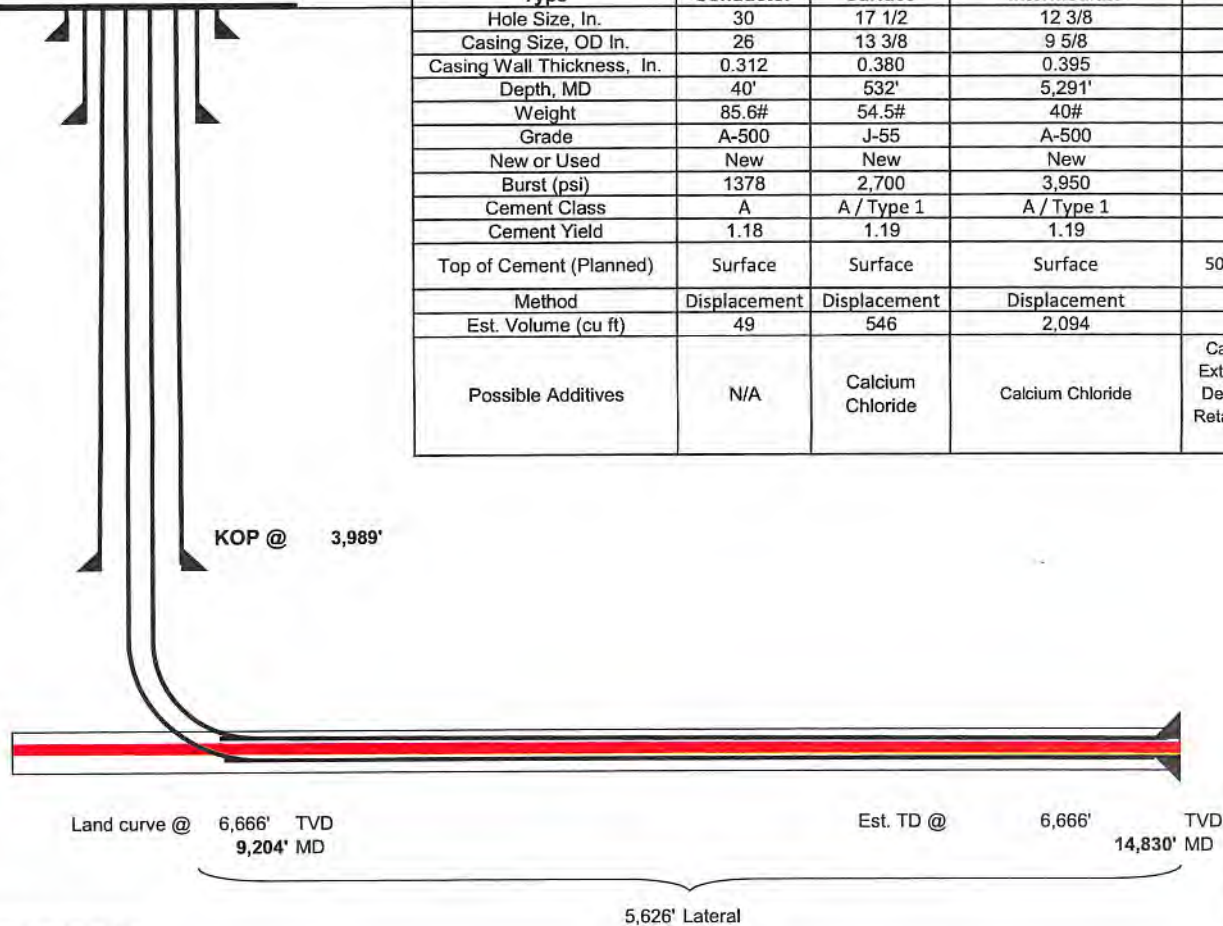 Hole Size, In. 30 17 1/2 12 3/8
Casing Size, OD In. 26 13 3/8 9 5/8
Casing Wall Thickness, In. 0.312 0.380 0.395
Depth, MD 40' 532' 5,291'
Weight 85.6# 54.5# 40#
Grade A-500 J-55 A-500
New or Used New New New
Burst (psi) 1378 2,700 3,950
Cement Class A A / Type 1 A / Type 1
Cement Yield 1.18 1.19 1.19
Top of Cement (Planned) Surface Surface Surface 50
Method Displacement Displacement Displacement
Est. Volume (cu ft) 49 546 2,094
Possible Additives N/A Calcium Chloride Calcium Chloride
KOP @ 3,989'
Land curve @ 6,666' TVD
9,204' MD
Est. TD @ 6,666' TVD
14,830' MD
5,626' Lateral